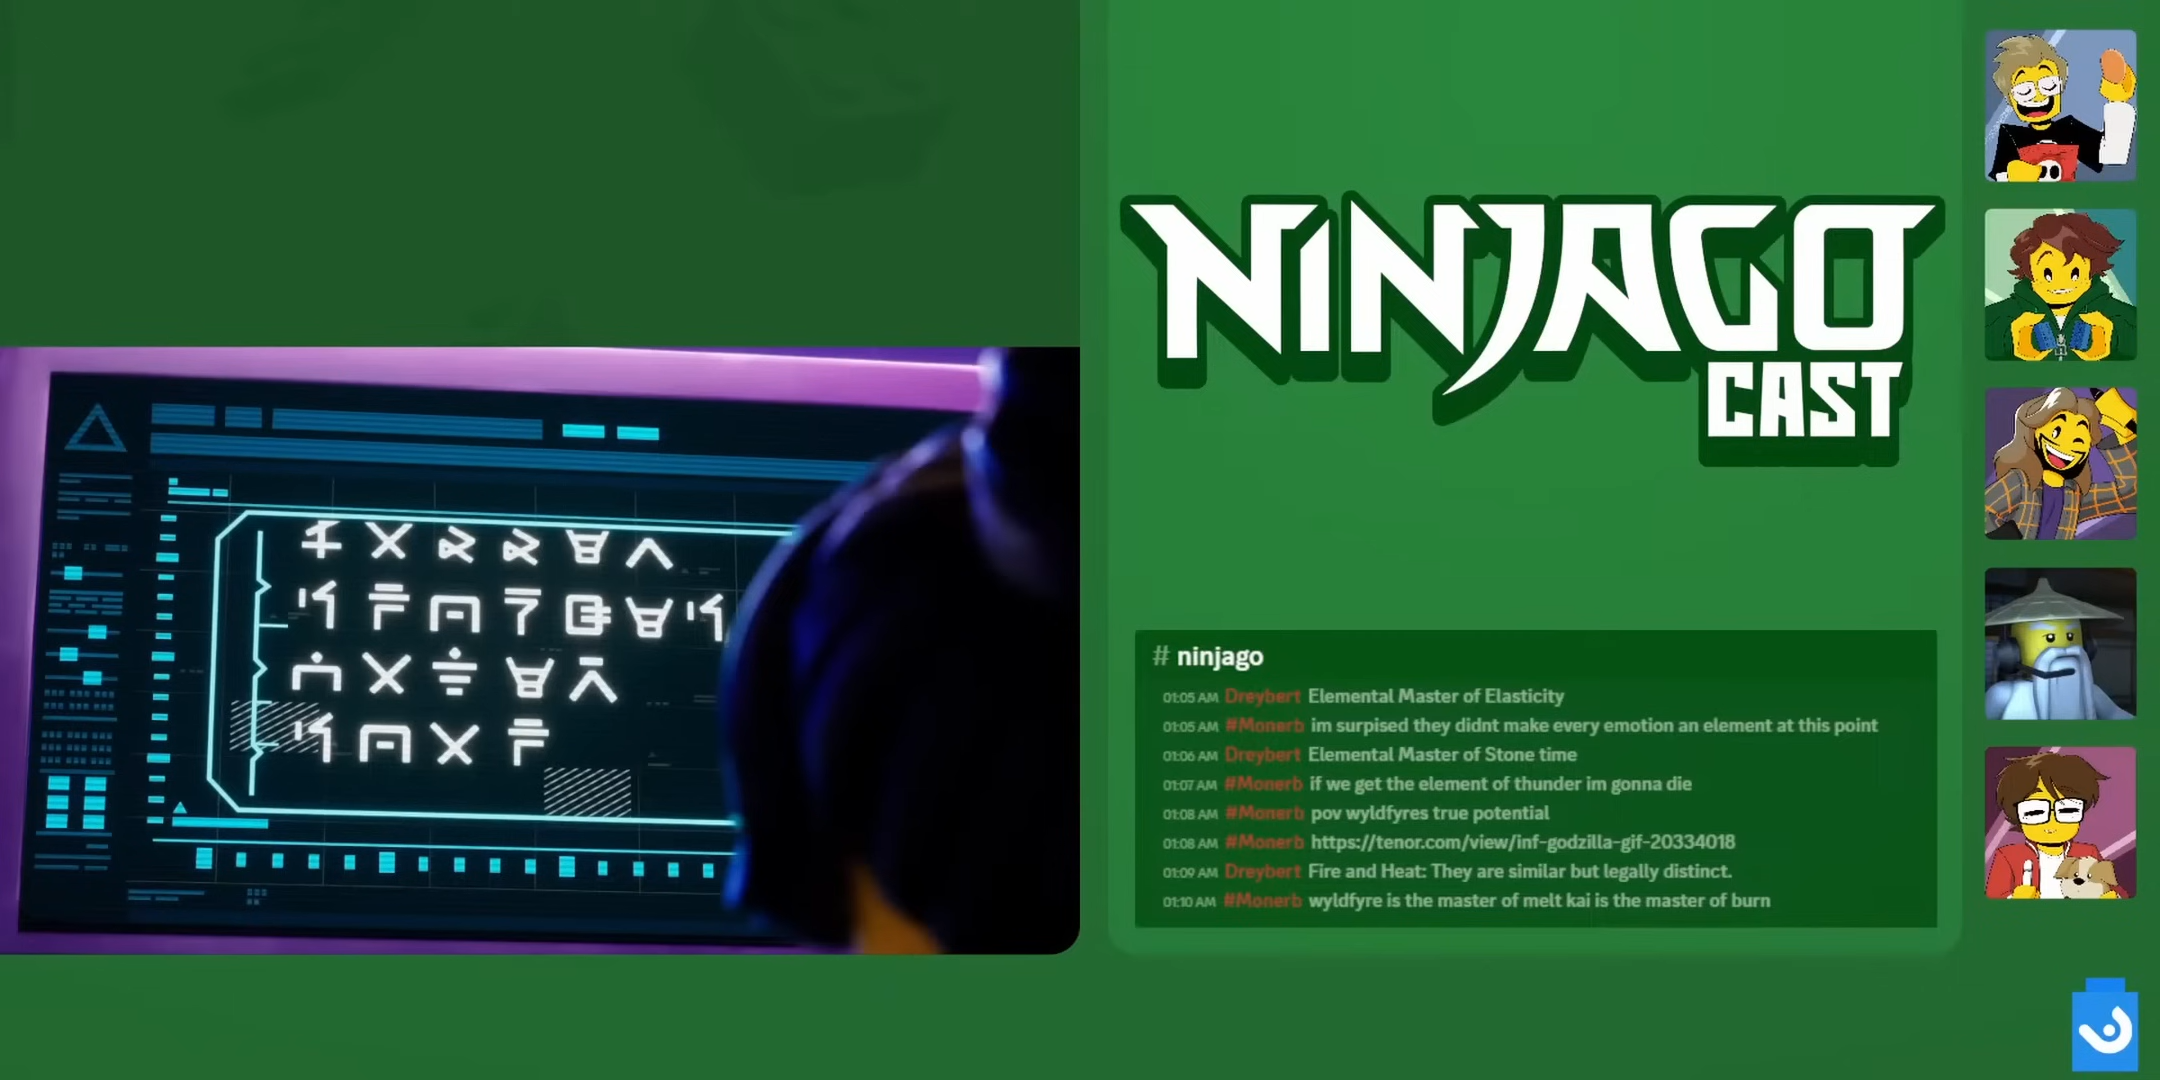 NINJAGO
CAST
# ninjago
01:05 AM Dreybert Elemental Master of Elasticity
01:05 AM #Monerb im surprised they didnt make every emotion an element at this point
01:06 AM Dreybert Elemental Master of Stone time
01:07 AM #Monerb if we get the element of thunder im gonna die
01:08 AM #Monerb pov wyldfyres true potential
01:08 AM #Monerb https://tenor.com/view/inf-godzilla-gif-20334018
01:09 AM Dreybert Fire and Heat: They are similar but legally distinct.
01:10 AM #Monerb wyldfyre is the master of melt kai is the master of burn